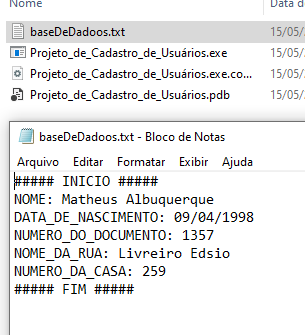 Nome
Data d
baseDeDadoos.txt
15/05/
Projeto_de_Cadastro_de_Usuários.exe
15/05/
Projeto_de_Cadastro_de_Usuários.exe.co...
15/05/
Projeto_de_Cadastro_de_Usuários.pdb
15/05/
baseDeDadoos.txt - Bloco de Notas
Arquivo Editar Formatar Exibir Ajuda
##### INICIO #####
NOME: Matheus Albuquerque
DATA_DE_NASCIMENTO: 09/04/1998
NUMERO_DO_DOCUMENTO: 1357
NOME_DA_RUA: Livreiro Edsio
NUMERO_DA_CASA: 259
##### FIM #####